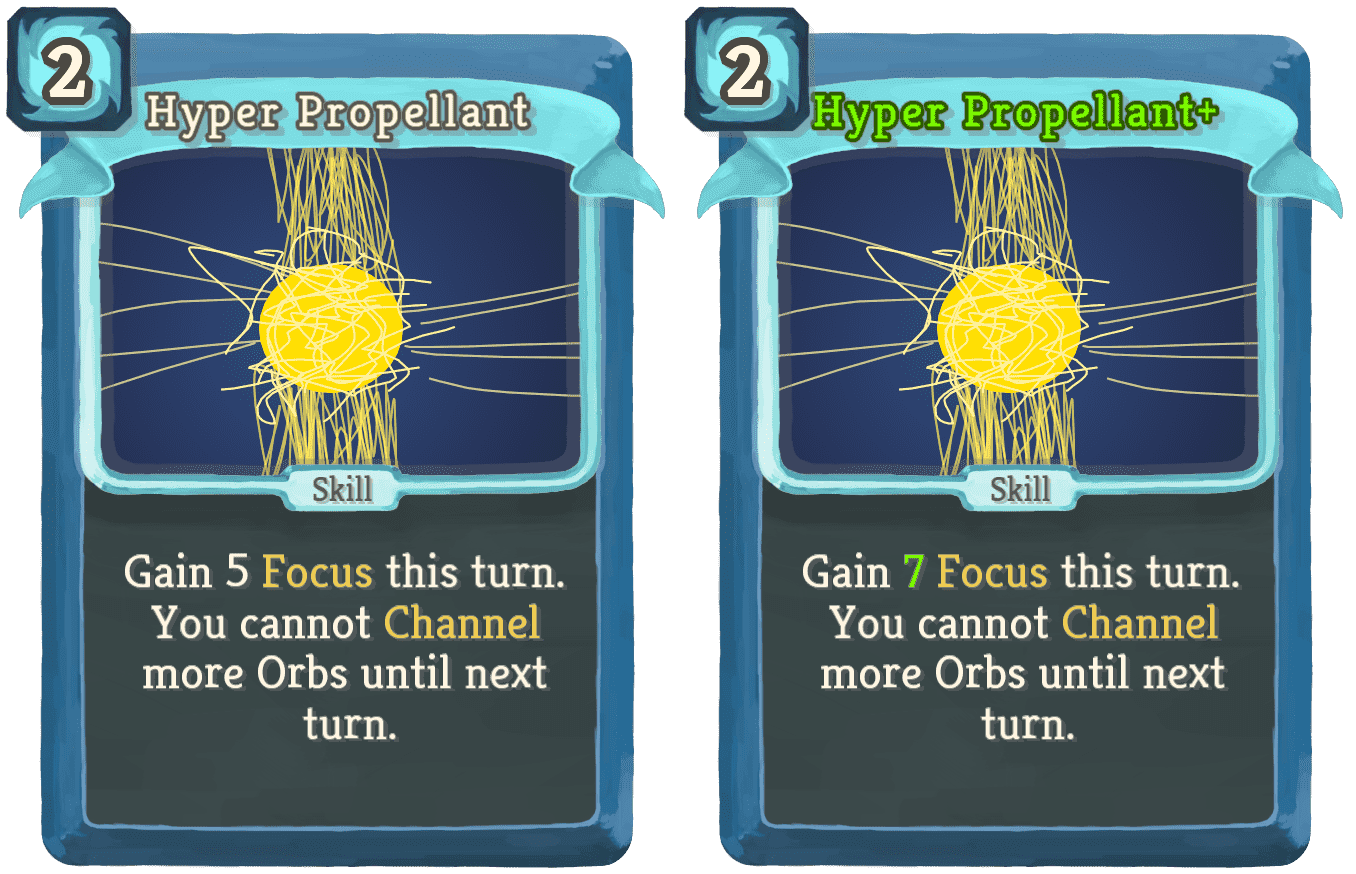 2
Hyper Propellant
Skill
Gain 5 Focus this turn.
You cannot Channel
more Orbs until next
turn.
2
Hyper Propellant+
Skill
Gain 7 Focus this turn.
You cannot Channel
more Orbs until next
turn.